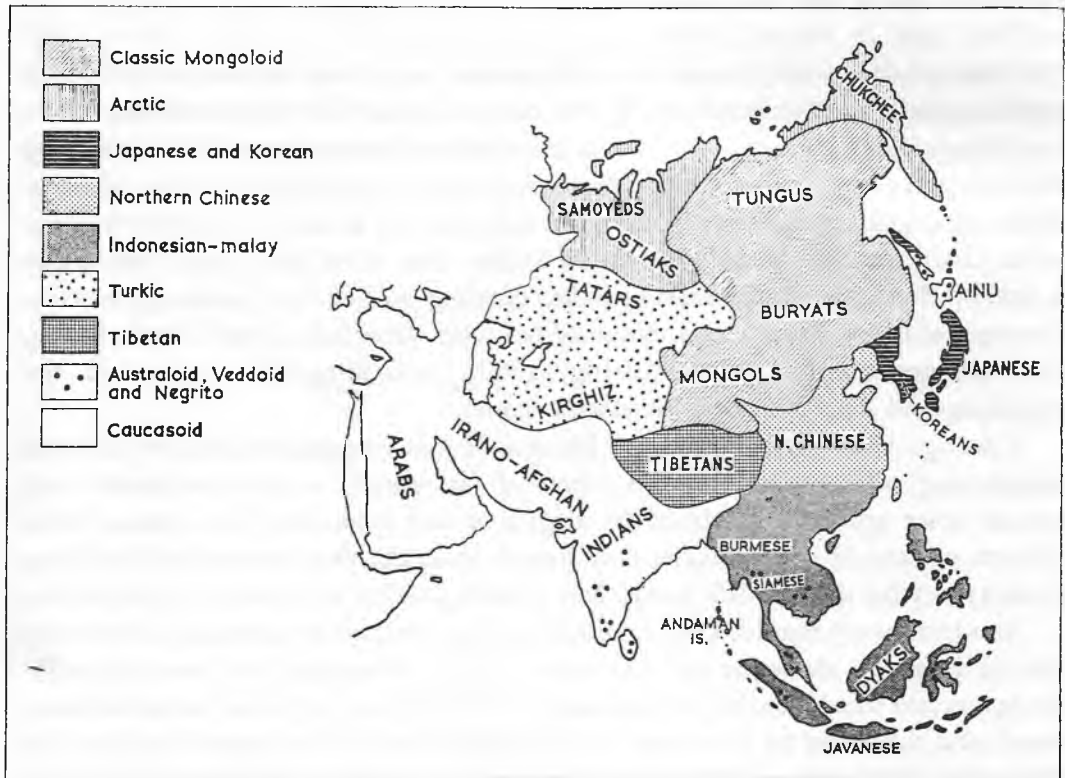 Classic Mongoloid
Arctic
Japanese and Korean
Northern Chinese
Indonesian-malay
Turkic
Tibetan
Australoid, Veddoid
and Negrito
Caucasoid
CHUKCHEE
TUNGUS
SAMOYEDS
OSTIAKS
TATARS
BURYATS
AINU
MONGOLS
JAPANESE
KIRGHIZ
KOREANS
N. CHINESE
TIBETANS
IRANO-AFGHAN
ARABS
INDIANS
BURMESE
SIAMESE
ANDAMAN
IS.
DYAKS
JAVANESE